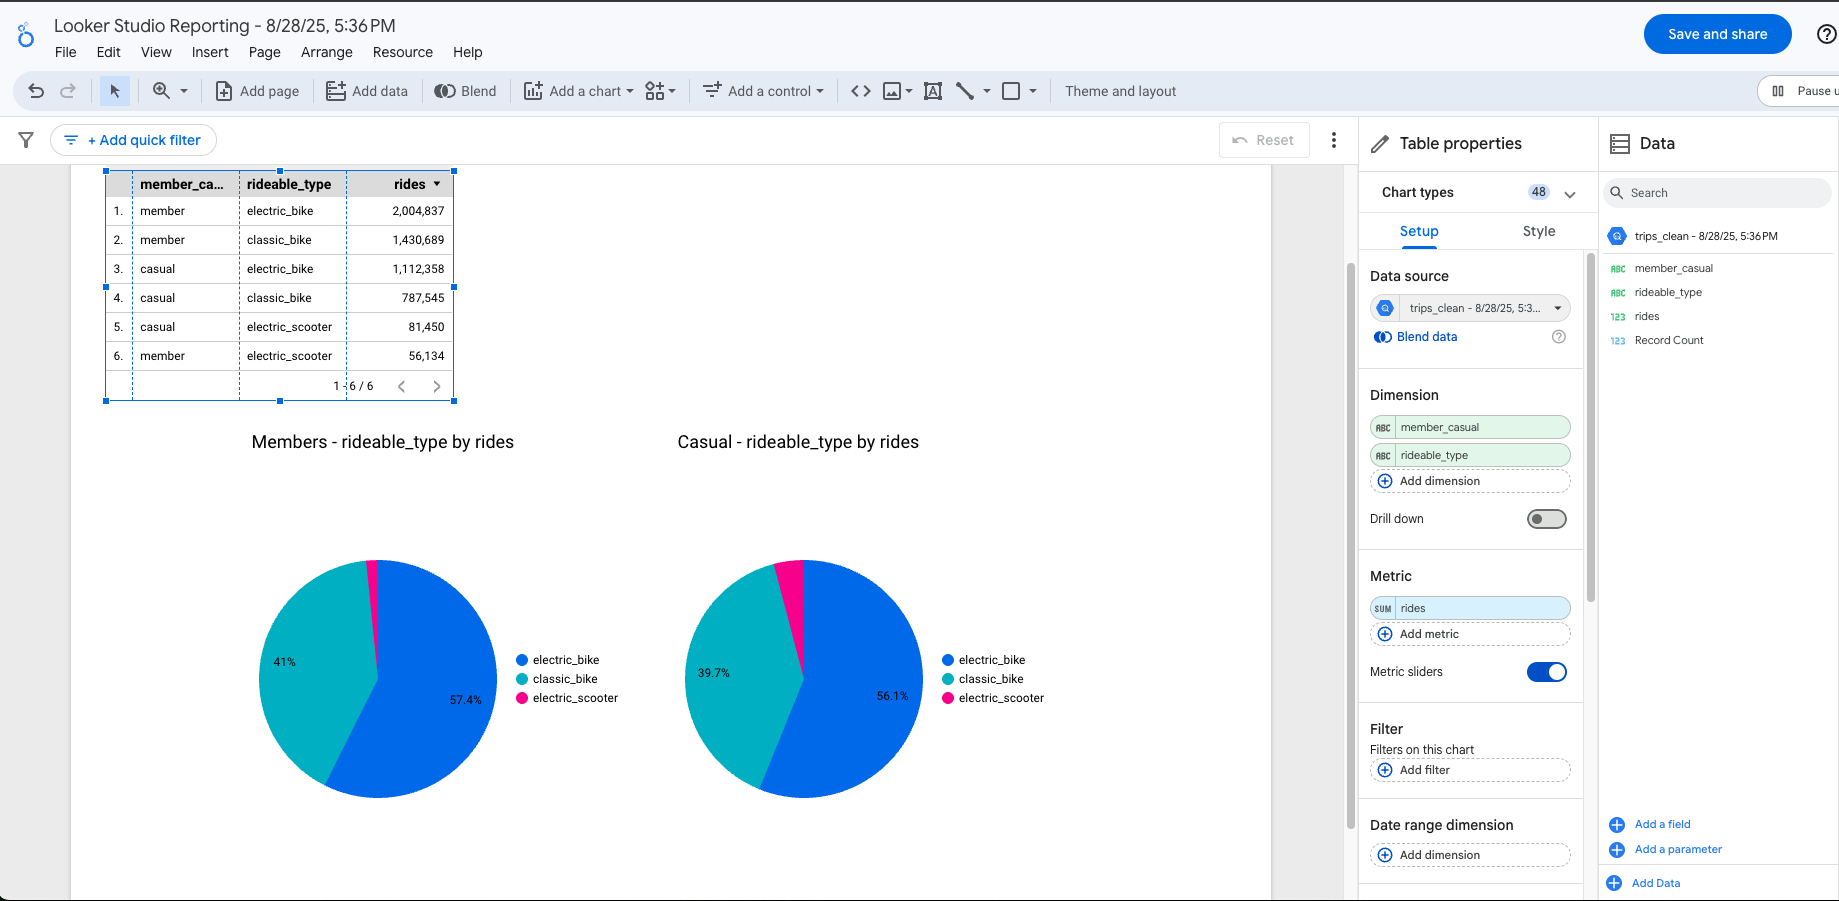 Looker Studio Reporting - 8/28/25, 5:36 PM
File Edit View Insert Page Arrange Resource Help
Save and share
Add page Add data Blend Add a chart Add a control Theme and layout Pause u
+ Add quick filter
Reset
member_ca... rideable_type rides
1. member electric_bike 2,004,837
2. member classic_bike 1,430,689
3. casual electric_bike 1,112,358
4. casual classic_bike 787,545
5. casual electric_scooter 81,450
6. member electric_scooter 56,134
1 - 6 / 6
Members - rideable_type by rides
41%
57.4%
electric_bike
classic_bike
electric_scooter
Casual - rideable_type by rides
39.7%
56.1%
electric_bike
classic_bike
electric_scooter
Table properties
Chart types 48
Setup Style
Data source
trips_clean - 8/28/25, 5:3...
Blend data
Dimension
ABC member_casual
ABC rideable_type
Add dimension
Drill down
Metric
SUM rides
Add metric
Metric sliders
Filter
Filters on this chart
Add filter
Date range dimension
Add dimension
Data
Search
trips_clean - 8/28/25, 5:36 PM
ABC member_casual
ABC rideable_type
123 rides
123 Record Count
Add a field
Add a parameter
Add Data